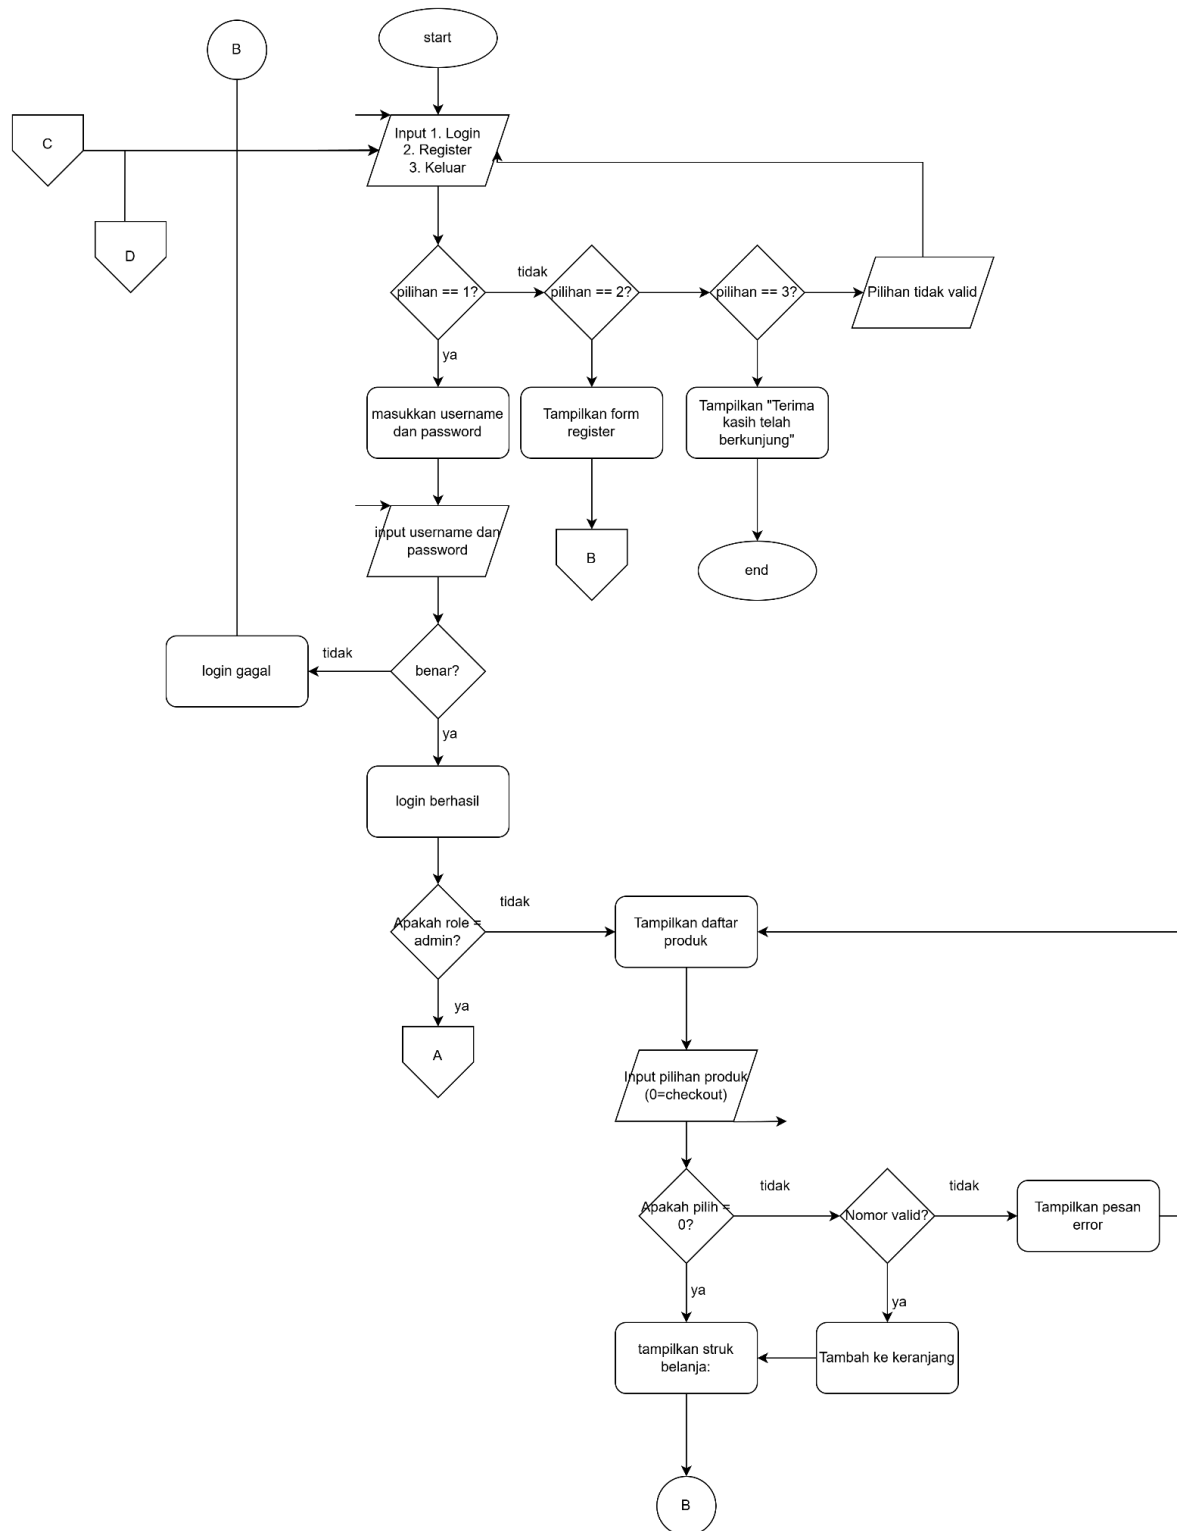 B
start
C
Input 1. Login
2. Register
3. Keluar
D
pilihan == 1?
tidak
pilihan == 2?
pilihan == 3?
Pilihan tidak valid
ya
masukkan username
dan password
Tampilkan form
register
Tampilkan "Terima
kasih telah
berkunjung"
input username dan
password
B
end
login gagal
tidak
benar?
ya
login berhasil
Apakah role =
admin?
tidak
Tampilkan daftar
produk
ya
A
Input pilihan produk
(0=checkout)
Apakah pilih =
0?
tidak
Nomor valid?
tidak
Tampilkan pesan
error
ya
ya
tampilkan struk
belanja:
Tambah ke keranjang
B